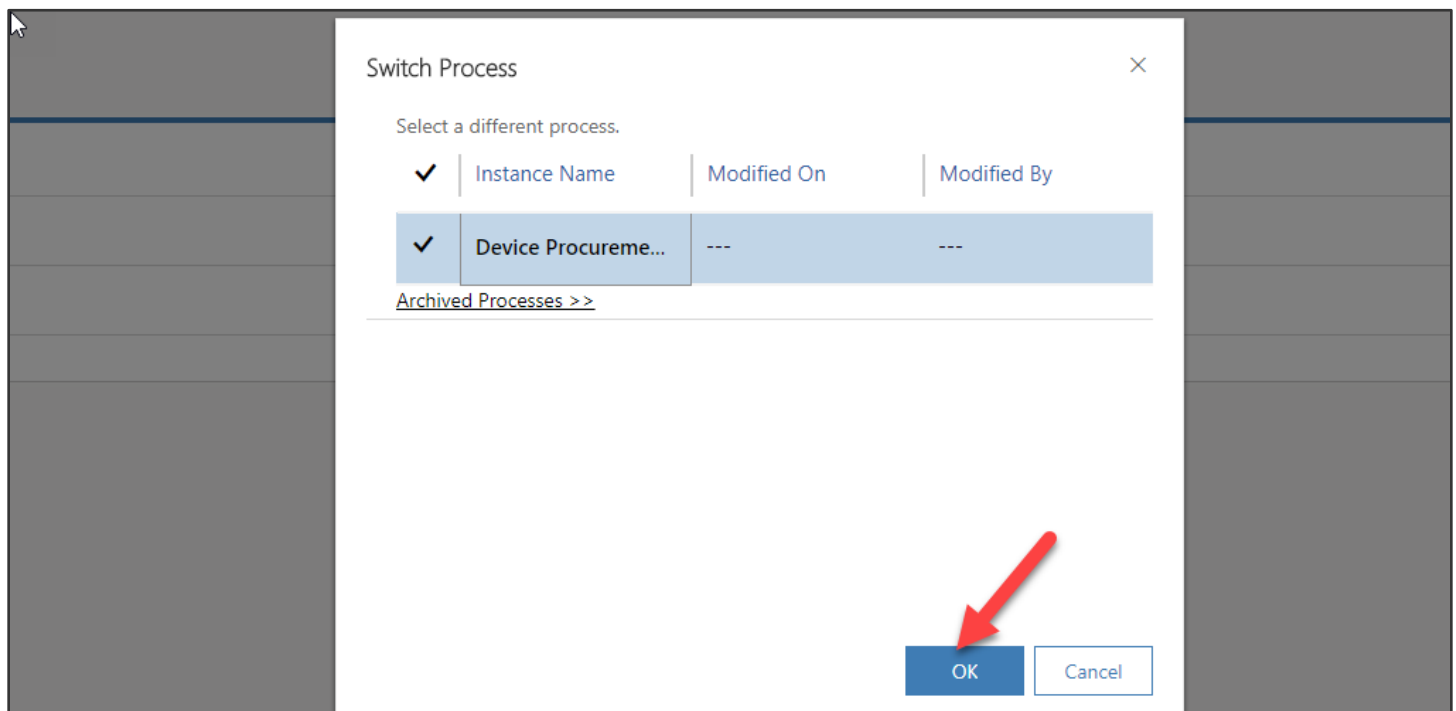 Switch Process
Select a different process.
Instance Name Modified On Modified By
Device Procureme... --- ---
Archived Processes >>
OK Cancel